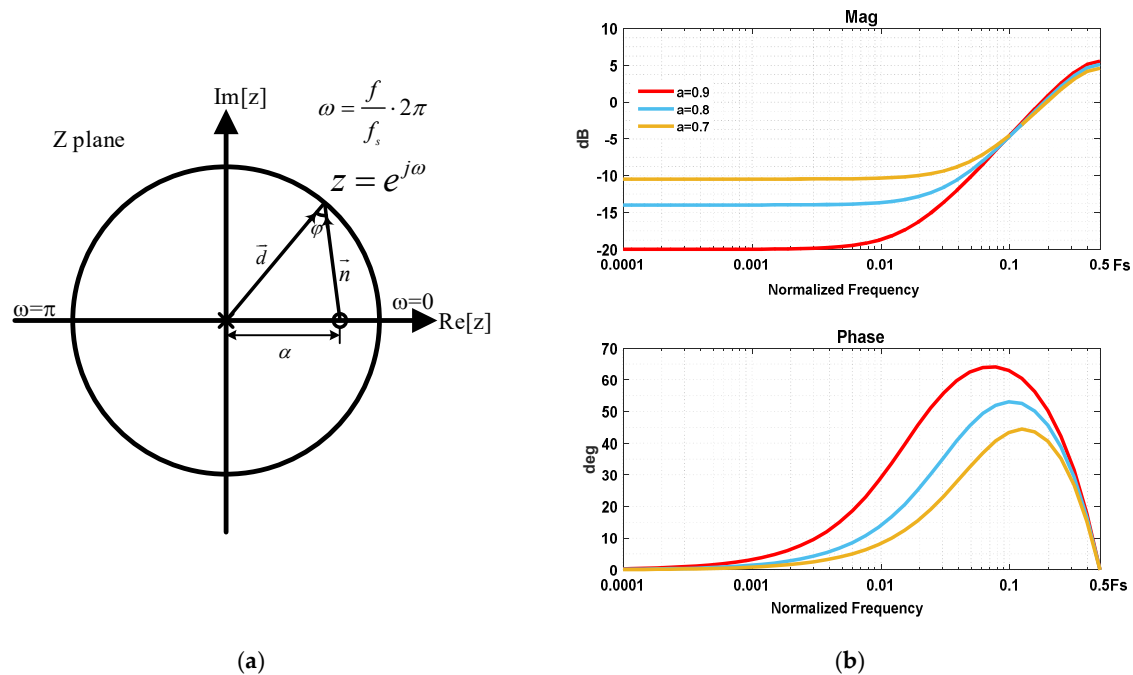 Im[z]
ω = f/f_s · 2π
Z plane
z = e^{jω}
φ
d⃗
n⃗
ω=π
ω=0
Re[z]
α
(a)
Mag
10
5
0
-5
-10
-15
-20
dB
a=0.9
a=0.8
a=0.7
0.0001
0.001
0.01
0.1
0.5 Fs
Normalized Frequency
Phase
70
60
50
40
30
20
10
0
deg
0.0001
0.001
0.01
0.1
0.5Fs
Normalized Frequency
(b)